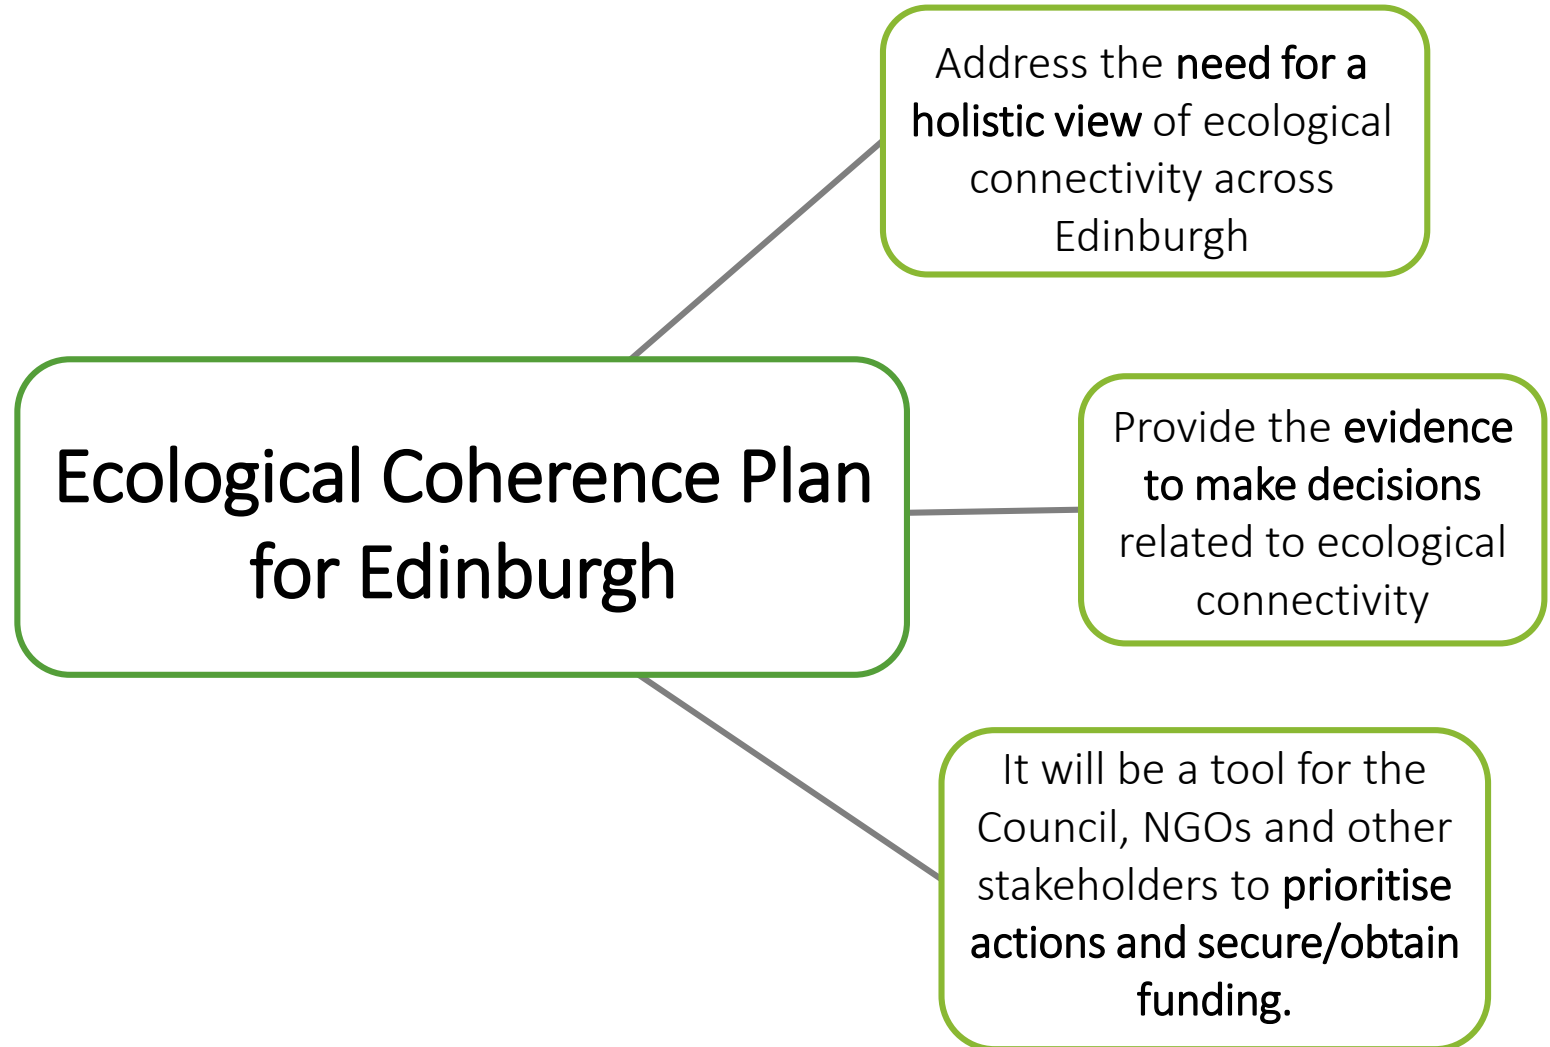 Address the need for a
holistic view of ecological
connectivity across
Edinburgh
Ecological Coherence Plan
for Edinburgh
Provide the evidence
to make decisions
related to ecological
connectivity
It will be a tool for the
Council, NGOs and other
stakeholders to prioritise
actions and secure/obtain
funding.